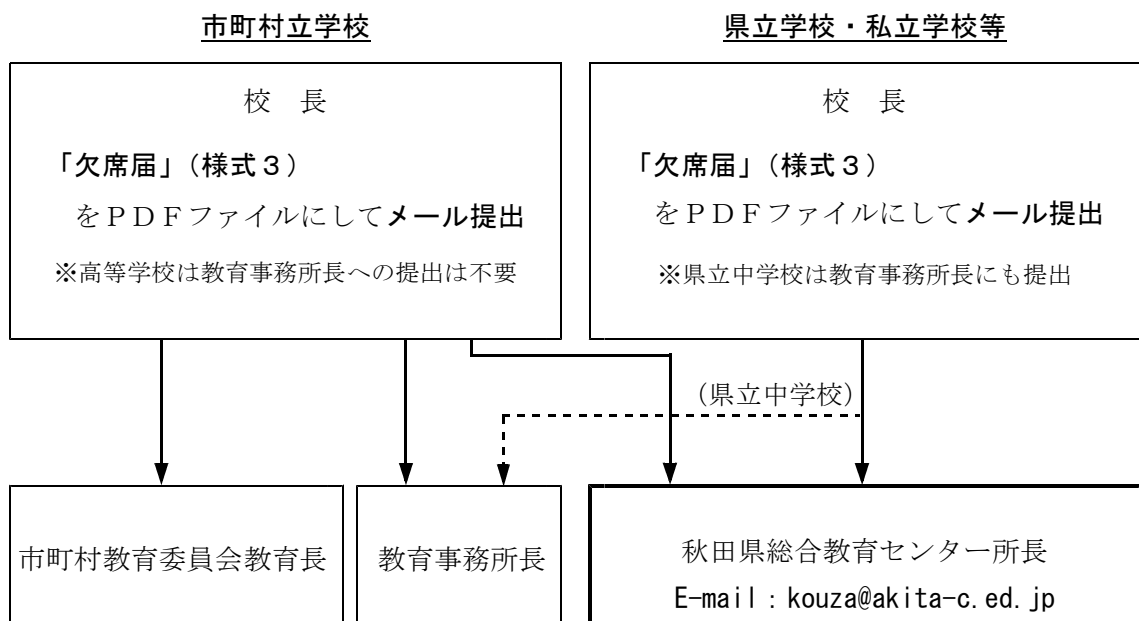 市町村立学校
県立学校・私立学校等
校　長
「欠席届」（様式３）
をＰＤＦファイルにしてメール提出
※高等学校は教育事務所長への提出は不要
校　長
「欠席届」（様式３）
をＰＤＦファイルにしてメール提出
※県立中学校は教育事務所長にも提出
（県立中学校）
市町村教育委員会教育長
教育事務所長
秋田県総合教育センター所長
E-mail：kouza@akita-c.ed.jp